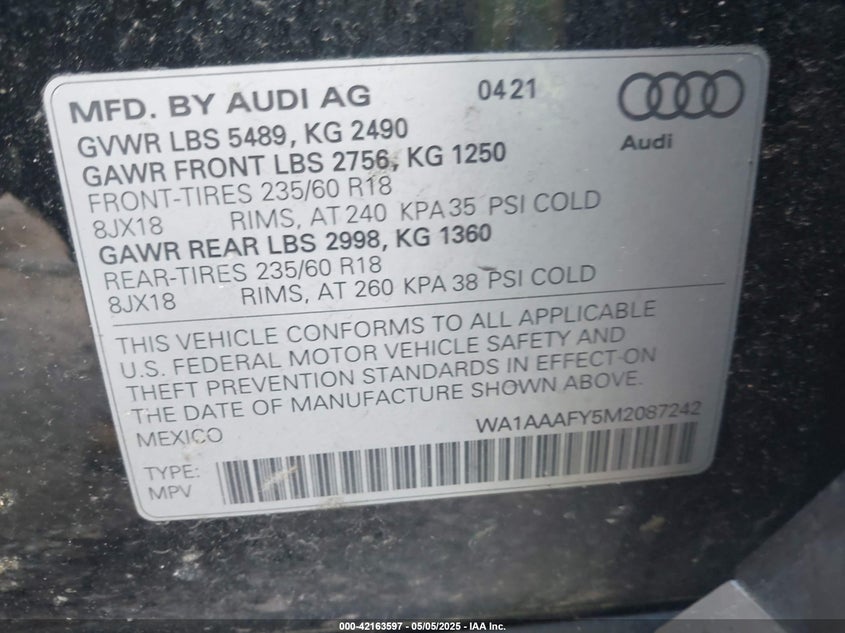 MFD. BY AUDI AG 0421
Audi
GVWR LBS 5489, KG 2490
GAWR FRONT LBS 2756, KG 1250
FRONT-TIRES 235/60 R18
8JX18 RIMS, AT 240 KPA 35 PSI COLD
GAWR REAR LBS 2998, KG 1360
REAR-TIRES 235/60 R18
8JX18 RIMS, AT 260 KPA 38 PSI COLD
THIS VEHICLE CONFORMS TO ALL APPLICABLE
U.S. FEDERAL MOTOR VEHICLE SAFETY AND
THEFT PREVENTION STANDARDS IN EFFECT ON
THE DATE OF MANUFACTURE SHOWN ABOVE.
MEXICO WA1AAAFY5M2087242
TYPE:
MPV
000-42163597 - 05/05/2025 - IAA Inc.